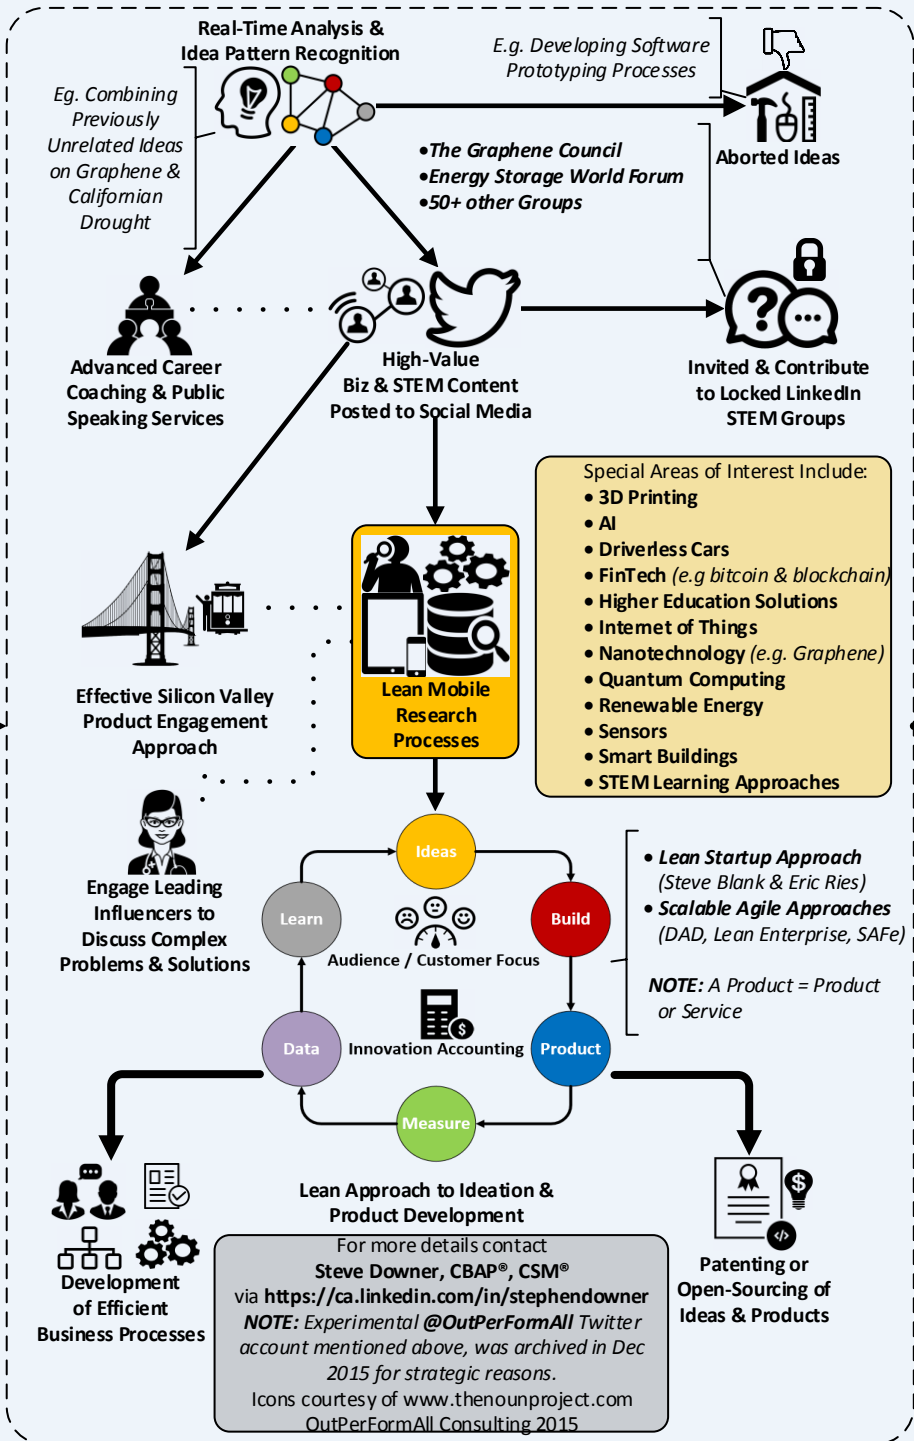 Real-Time Analysis &
Idea Pattern Recognition
Eg. Combining
Previously
Unrelated Ideas
on Graphene &
Californian
Drought
E.g. Developing Software
Prototyping Processes
Aborted Ideas
•The Graphene Council
•Energy Storage World Forum
•50+ other Groups
Advanced Career
Coaching & Public
Speaking Services
High-Value
Biz & STEM Content
Posted to Social Media
Invited & Contribute
to Locked LinkedIn
STEM Groups
Special Areas of Interest Include:
• 3D Printing
• AI
• Driverless Cars
• FinTech (e.g bitcoin & blockchain)
• Higher Education Solutions
• Internet of Things
• Nanotechnology (e.g. Graphene)
• Quantum Computing
• Renewable Energy
• Sensors
• Smart Buildings
• STEM Learning Approaches
Effective Silicon Valley
Product Engagement
Approach
Lean Mobile
Research
Processes
Engage Leading
Influencers to
Discuss Complex
Problems & Solutions
Ideas
Learn
Build
Audience / Customer Focus
Data
Innovation Accounting
$
Product
Measure
• Lean Startup Approach
(Steve Blank & Eric Ries)
• Scalable Agile Approaches
(DAD, Lean Enterprise, SAFe)
NOTE: A Product = Product
or Service
Lean Approach to Ideation &
Product Development
Development
of Efficient
Business Processes
$
</>
Patenting or
Open-Sourcing of
Ideas & Products
For more details contact
Steve Downer, CBAP®, CSM®
via https://ca.linkedin.com/in/stephendowner
NOTE: Experimental @OutPerFormAll Twitter
account mentioned above, was archived in Dec
2015 for strategic reasons.
Icons courtesy of www.thenounproject.com
OutPerFormAll Consulting 2015